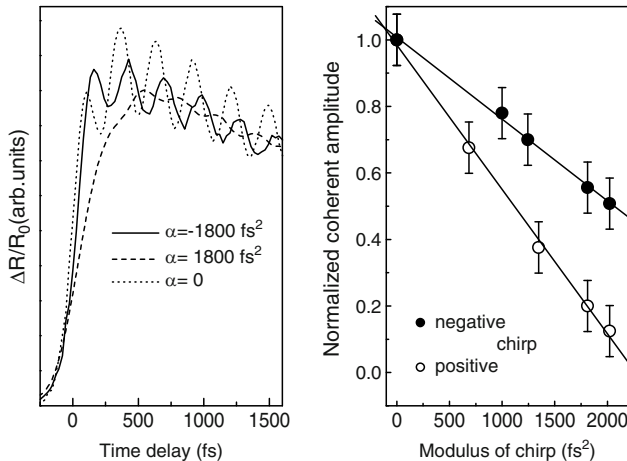 ΔR/R₀(arb.units)
α=-1800 fs²
α= 1800 fs²
α= 0
0 500 1000 1500
Time delay (fs)
Normalized coherent amplitude
1.0
0.8
0.6
0.4
0.2
0.0
negative
chirp
positive
0 500 1000 1500 2000
Modulus of chirp (fs²)